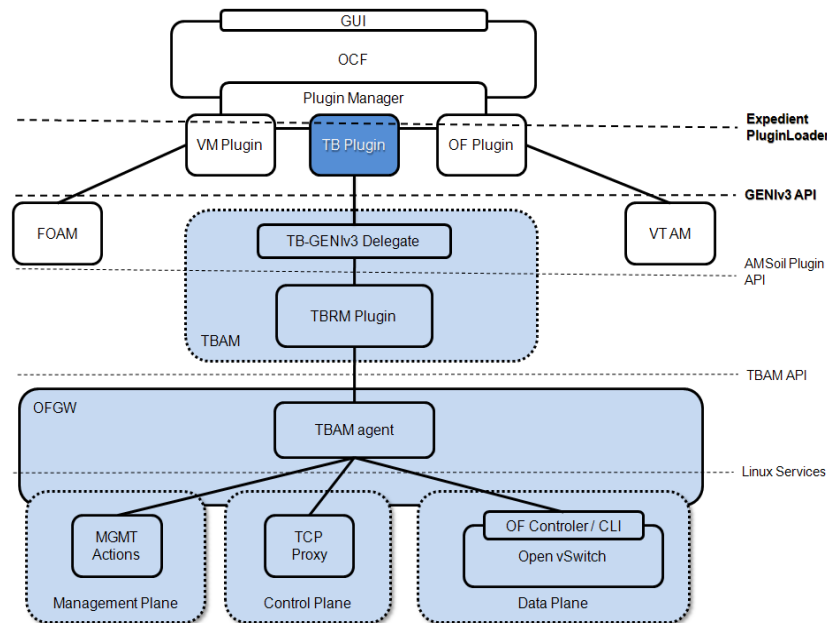 GUI
OCF
Plugin Manager
Expedient
PluginLoader
VM Plugin
TB Plugin
OF Plugin
GENIv3 API
FOAM
VT AM
TB-GENIv3 Delegate
AMSoil Plugin
API
TBRM Plugin
TBAM
TBAM API
OFGW
TBAM agent
Linux Services
MGMT
Actions
TCP
Proxy
OF Controler / CLI
Open vSwitch
Management Plane
Control Plane
Data Plane